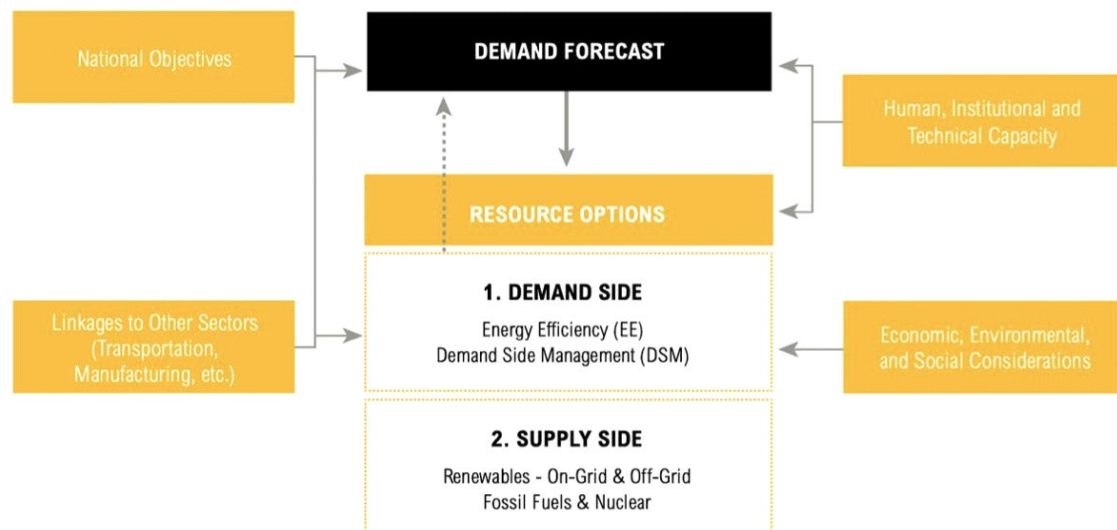 National Objectives
DEMAND FORECAST
Human, Institutional and
Technical Capacity
RESOURCE OPTIONS
1. DEMAND SIDE
Energy Efficiency (EE)
Demand Side Management (DSM)
Linkages to Other Sectors
(Transportation,
Manufacturing, etc.)
Economic, Environmental,
and Social Considerations
2. SUPPLY SIDE
Renewables - On-Grid & Off-Grid
Fossil Fuels & Nuclear